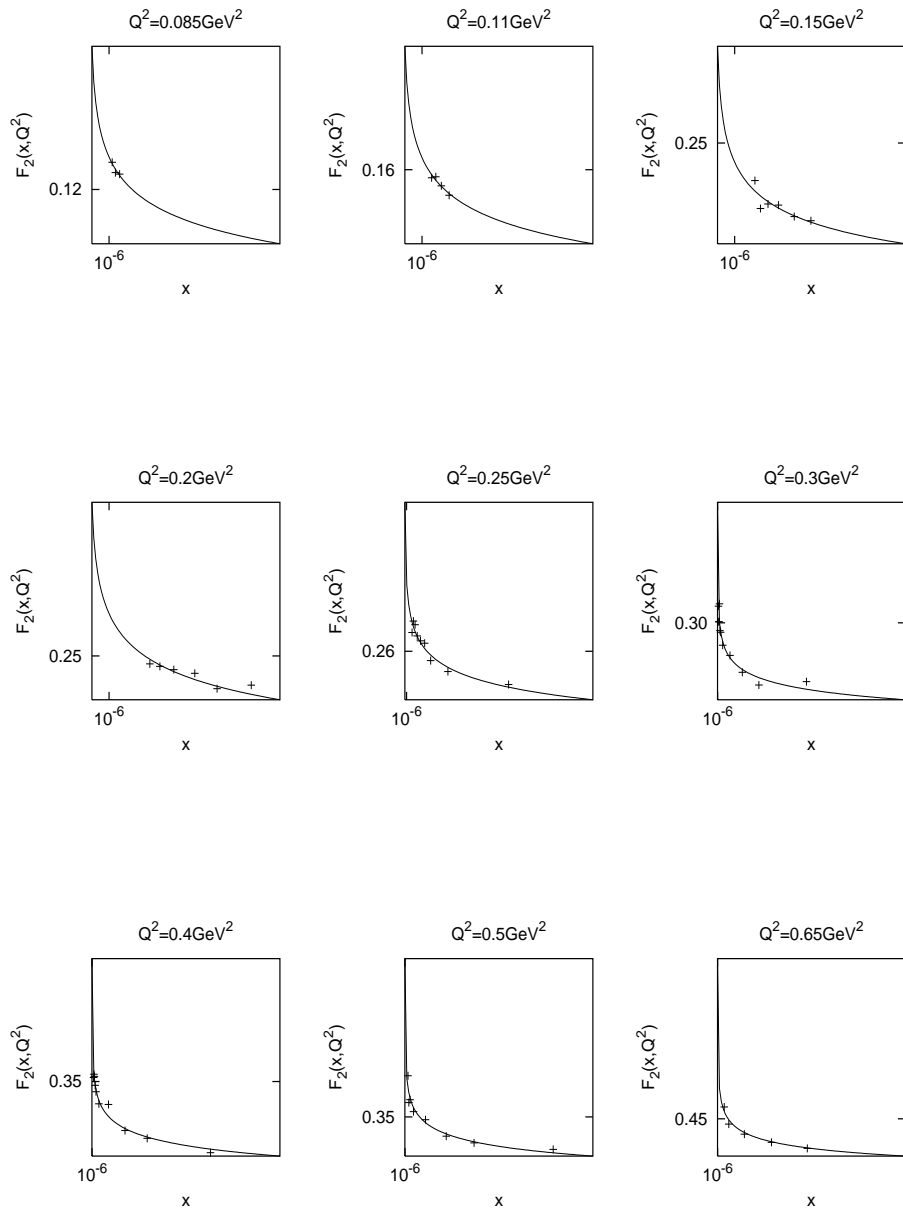 Q²=0.085GeV²
F₂(x,Q²)
0.12
10⁻⁶
x
Q²=0.11GeV²
F₂(x,Q²)
0.16
10⁻⁶
x
Q²=0.15GeV²
F₂(x,Q²)
0.25
10⁻⁶
x
Q²=0.2GeV²
F₂(x,Q²)
0.25
10⁻⁶
x
Q²=0.25GeV²
F₂(x,Q²)
0.26
10⁻⁶
x
Q²=0.3GeV²
F₂(x,Q²)
0.30
10⁻⁶
x
Q²=0.4GeV²
F₂(x,Q²)
0.35
10⁻⁶
x
Q²=0.5GeV²
F₂(x,Q²)
0.35
10⁻⁶
x
Q²=0.65GeV²
F₂(x,Q²)
0.45
10⁻⁶
x